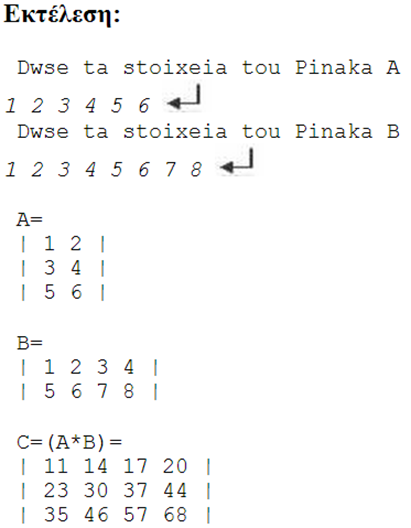 Εκτέλεση:
Dwse ta stoixeia tou Pinaka A
1 2 3 4 5 6
Dwse ta stoixeia tou Pinaka B
1 2 3 4 5 6 7 8
A=
| 1 2 |
| 3 4 |
| 5 6 |
B=
| 1 2 3 4 |
| 5 6 7 8 |
C=(A*B)=
| 11 14 17 20 |
| 23 30 37 44 |
| 35 46 57 68 |